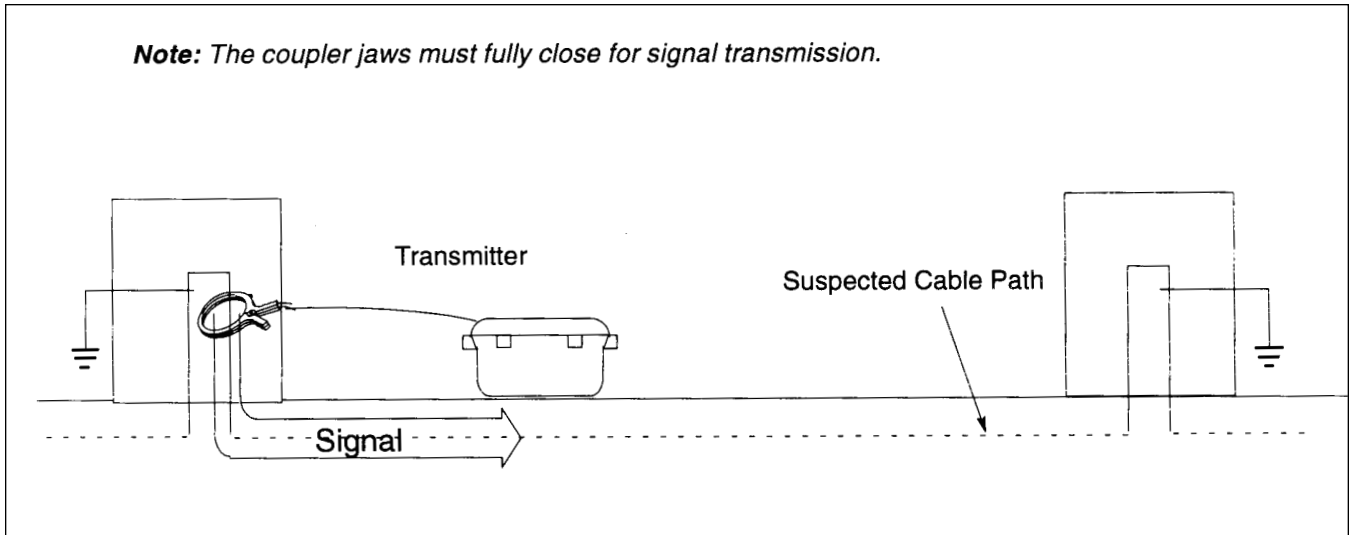 Note: The coupler jaws must fully close for signal transmission.
Transmitter
Suspected Cable Path
Signal